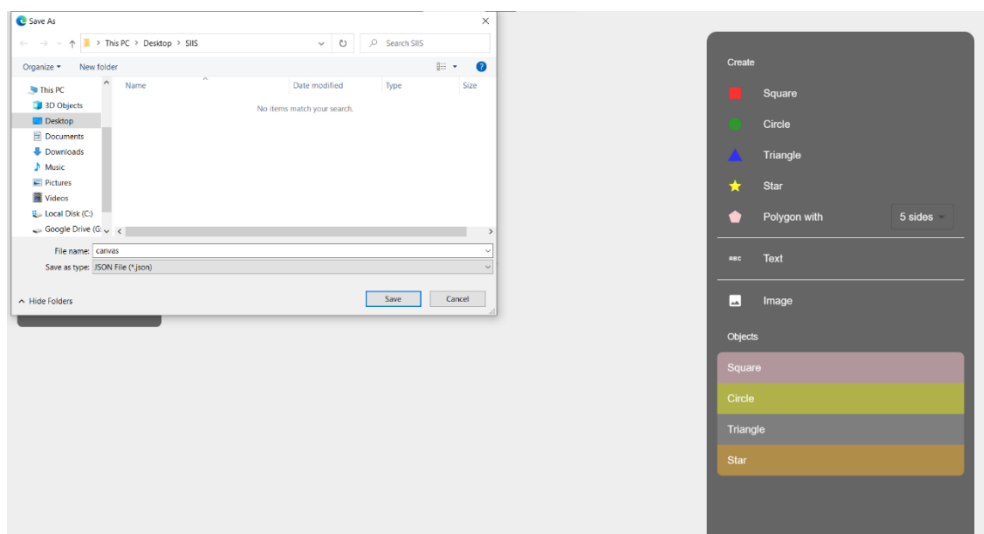 Save As
This PC > Desktop > SIIS
Search SIIS
Organize
New folder
?
This PC
3D Objects
Desktop
Documents
Downloads
Music
Pictures
Videos
Local Disk (C:)
Google Drive (G:
Name
Date modified
Type
Size
No items match your search.
File name: canvas
Save as type: JSON File (*.json)
Hide Folders
Save
Cancel
Create
Square
Circle
Triangle
Star
Polygon with
5 sides
ABC Text
Image
Objects
Square
Circle
Triangle
Star